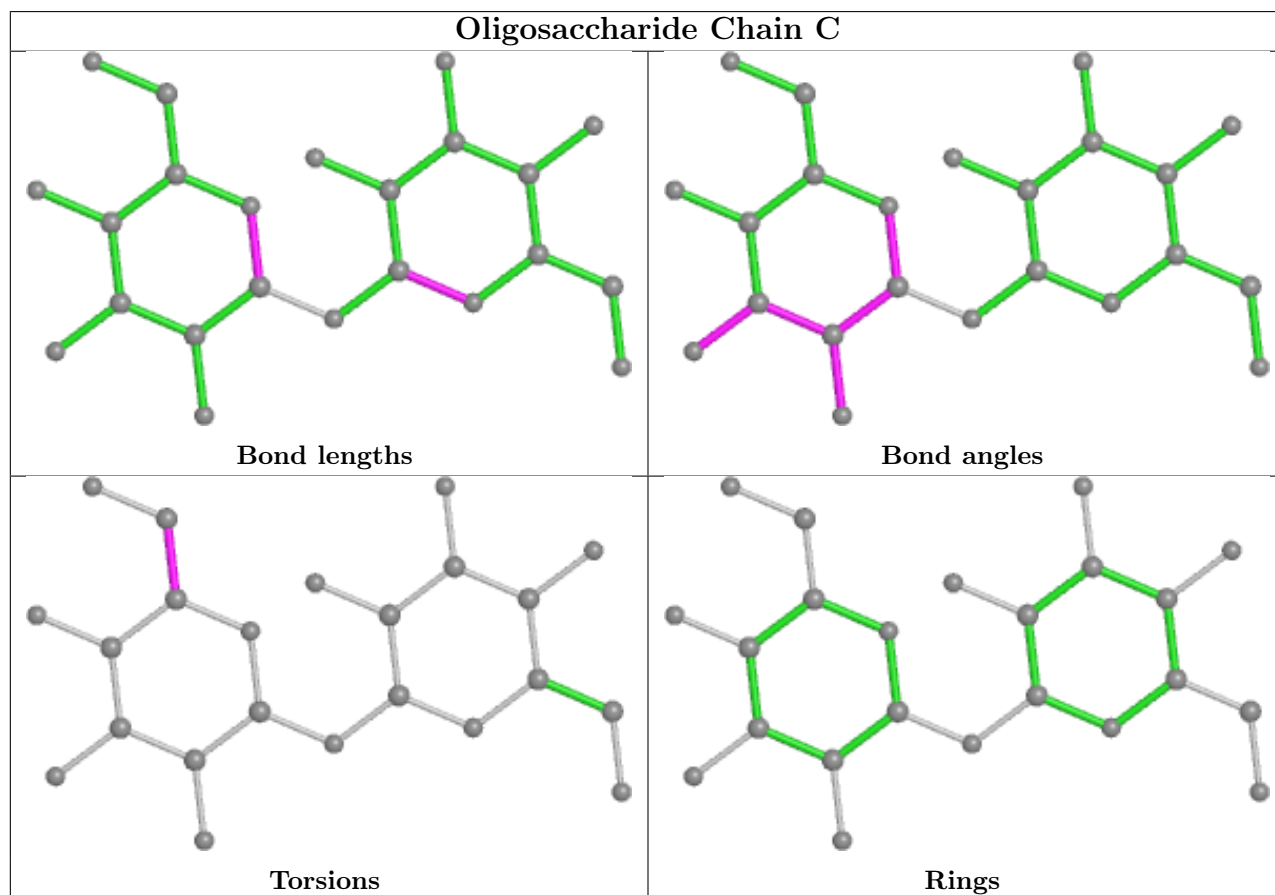 Oligosaccharide Chain C
Bond lengths
Bond angles
Torsions
Rings